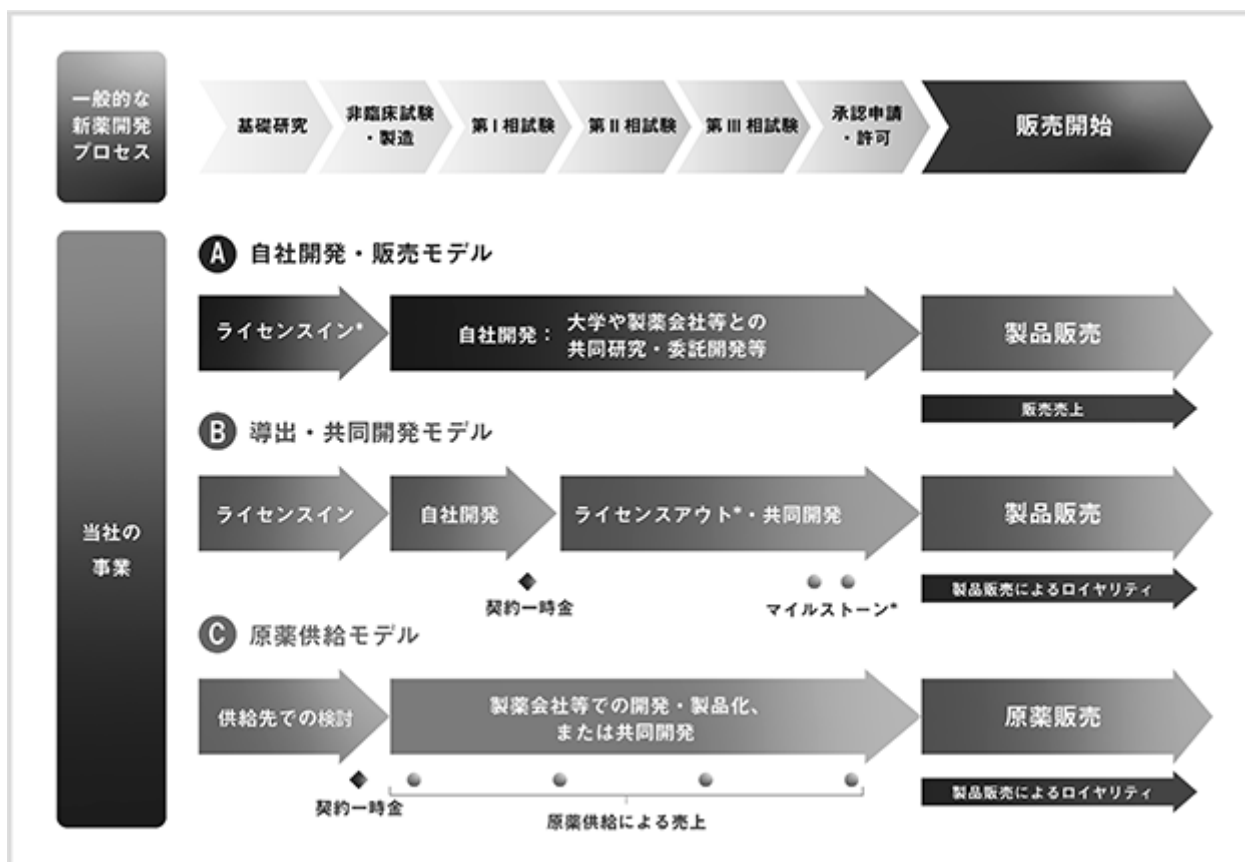 一般的な
新薬開発
プロセス
基礎研究
非臨床試験
・製造
第Ⅰ相試験
第Ⅱ相試験
第Ⅲ相試験
承認申請
・許可
販売開始
当社の
事業
A 自社開発・販売モデル
ライセンスイン*
自社開発：
大学や製薬会社等との
共同研究・委託開発等
製品販売
販売売上
B 導出・共同開発モデル
ライセンスイン
自社開発
ライセンスアウト*・共同開発
製品販売
契約一時金
マイルストーン*
製品販売によるロイヤリティ
C 原薬供給モデル
供給先での検討
製薬会社等での開発・製品化、
または共同開発
原薬販売
契約一時金
原薬供給による売上
製品販売によるロイヤリティ